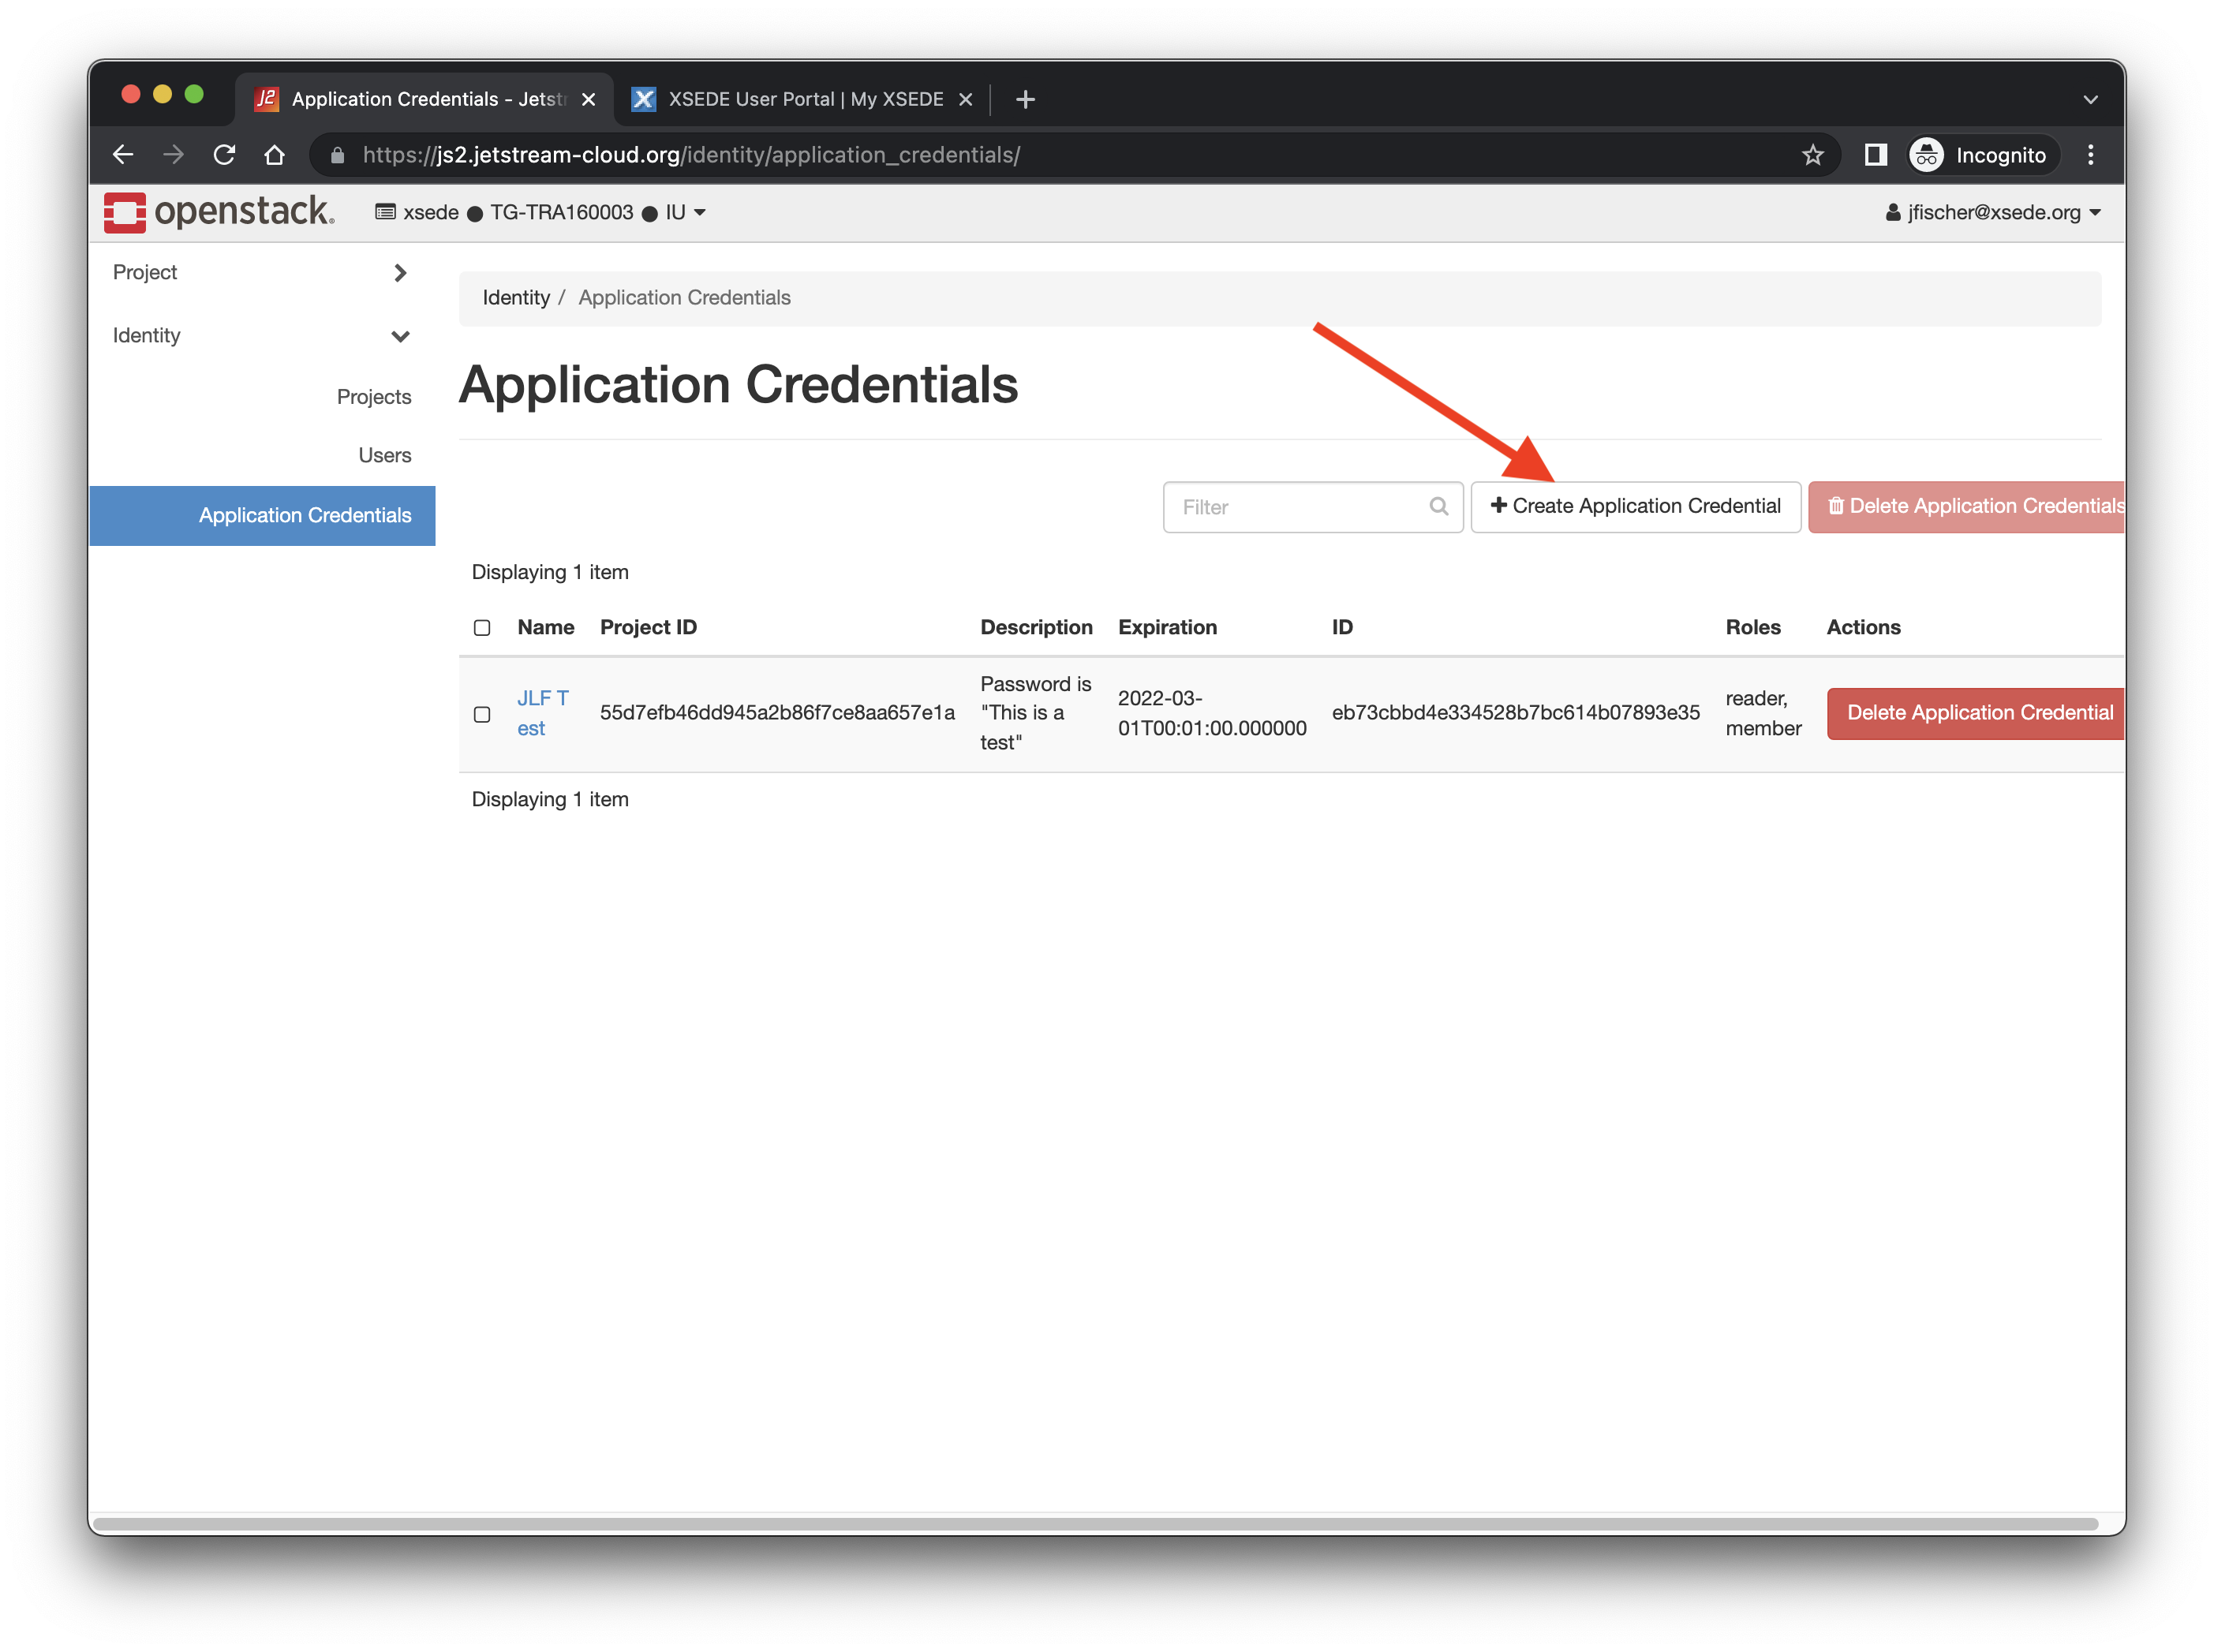 Application Credentials - Jetstr
XSEDE User Portal | My XSEDE
https://js2.jetstream-cloud.org/identity/application_credentials/
Incognito
openstack.
xsede ● TG-TRA160003 ● IU
jfischer@xsede.org
Project
Identity
Projects
Users
Application Credentials
Identity / Application Credentials
Application Credentials
Filter
Create Application Credential
Delete Application Credentials
Displaying 1 item
Name Project ID Description Expiration ID Roles Actions
JLF T
est
55d7efb46dd945a2b86f7ce8aa657e1a
Password is
"This is a
test"
2022-03-
01T00:01:00.000000
eb73cbbd4e334528b7bc614b07893e35
reader,
member
Delete Application Credential
Displaying 1 item